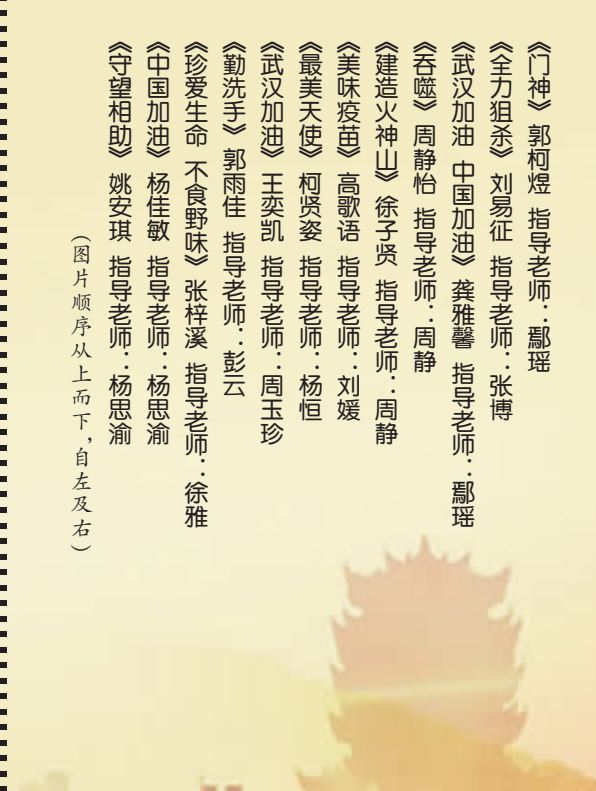 《门神》 郭柯煜 指导老师：鄢瑶
《全力狙杀》 刘易征 指导老师：张博
《武汉加油 中国加油》 龚雅馨 指导老师：鄢瑶
《吞噬》 周静怡 指导老师：周静
《建造火神山》 徐子贤 指导老师：周静
《美味疫苗》 高歌语 指导老师：刘媛
《最美天使》 柯贤姿 指导老师：杨恒
《武汉加油》 王奕凯 指导老师：周玉珍
《勤洗手》 郭雨佳 指导老师：彭云
《珍爱生命 不食野味》 张梓溪 指导老师：徐雅
《中国加油》 杨佳敏 指导老师：杨思渝
《守望相助》 姚安琪 指导老师：杨思渝
（图片顺序从上而下，自左及右）